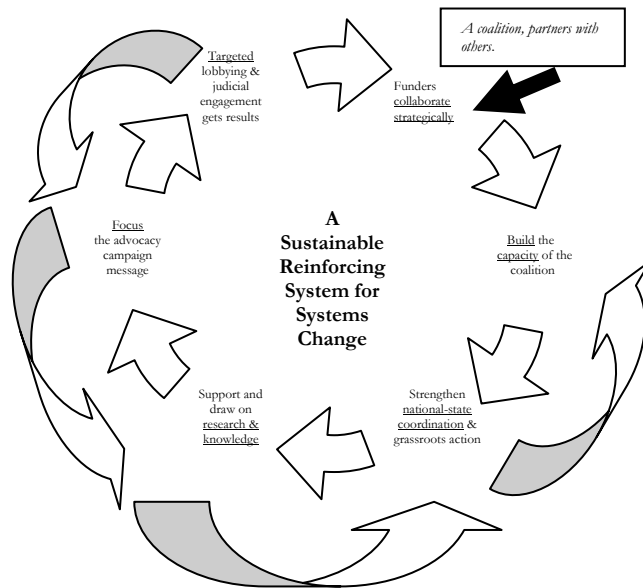 A coalition, partners with
others.
Targeted
lobbying &
judicial
engagement
gets results
Funders
collaborate
strategically
Focus
the advocacy
campaign
message
A
Sustainable
Reinforcing
System for
Systems
Change
Build the
capacity of the
coalition
Support and
draw on
research &
knowledge
Strengthen
national-state
coordination &
grassroots action